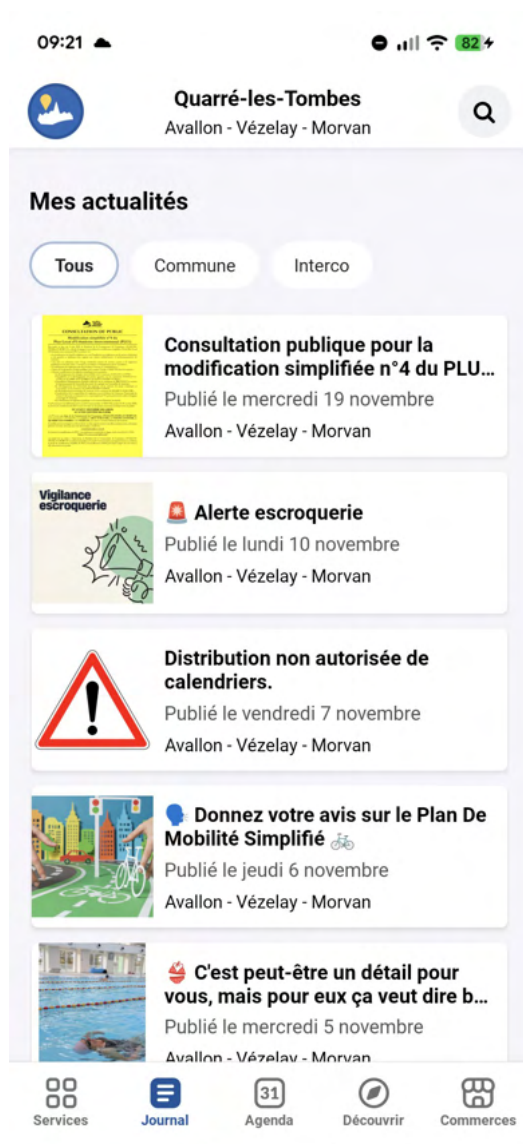 09:21
82
Quarré-les-Tombes
Avallon - Vézelay - Morvan
Mes actualités
Tous
Commune
Interco
CONSULTATION DU PUBLIC
Consultation publique pour la
modification simplifiée n°4 du PLU...
Publié le mercredi 19 novembre
Avallon - Vézelay - Morvan
Vigilance
escroquerie
🚨 Alerte escroquerie
Publié le lundi 10 novembre
Avallon - Vézelay - Morvan
Distribution non autorisée de
calendriers.
Publié le vendredi 7 novembre
Avallon - Vézelay - Morvan
🗣️ Donnez votre avis sur le Plan De
Mobilité Simplifié 🚲
Publié le jeudi 6 novembre
Avallon - Vézelay - Morvan
👙 C'est peut-être un détail pour
vous, mais pour eux ça veut dire b...
Publié le mercredi 5 novembre
Avallon - Vézelay - Morvan
Services
Journal
31
Agenda
Découvrir
Commerces